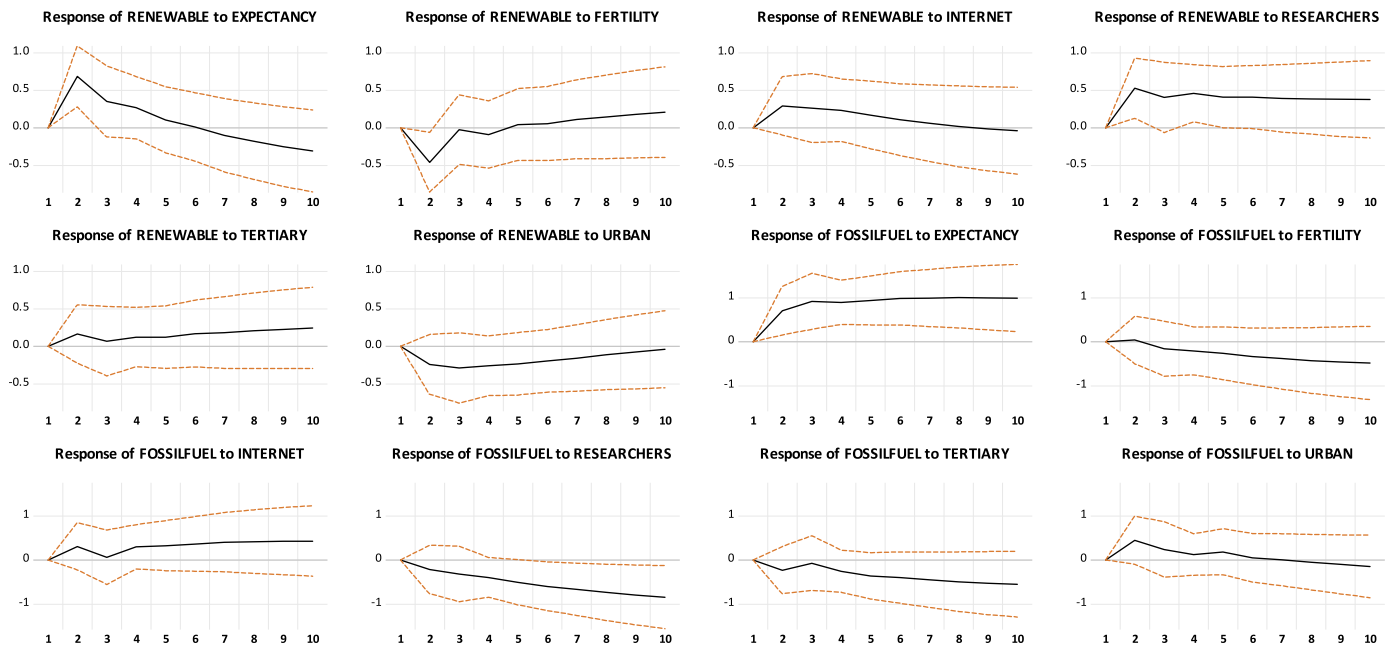 Response of RENEWABLE to EXPECTANCY
1.0
0.5
0.0
-0.5
1 2 3 4 5 6 7 8 9 10
Response of RENEWABLE to FERTILITY
1.0
0.5
0.0
-0.5
1 2 3 4 5 6 7 8 9 10
Response of RENEWABLE to INTERNET
1.0
0.5
0.0
-0.5
1 2 3 4 5 6 7 8 9 10
Response of RENEWABLE to RESEARCHERS
1.0
0.5
0.0
-0.5
1 2 3 4 5 6 7 8 9 10
Response of RENEWABLE to TERTIARY
1.0
0.5
0.0
-0.5
1 2 3 4 5 6 7 8 9 10
Response of RENEWABLE to URBAN
1.0
0.5
0.0
-0.5
1 2 3 4 5 6 7 8 9 10
Response of FOSSILFUEL to EXPECTANCY
1
0
-1
1 2 3 4 5 6 7 8 9 10
Response of FOSSILFUEL to FERTILITY
1
0
-1
1 2 3 4 5 6 7 8 9 10
Response of FOSSILFUEL to INTERNET
1
0
-1
1 2 3 4 5 6 7 8 9 10
Response of FOSSILFUEL to RESEARCHERS
1
0
-1
1 2 3 4 5 6 7 8 9 10
Response of FOSSILFUEL to TERTIARY
1
0
-1
1 2 3 4 5 6 7 8 9 10
Response of FOSSILFUEL to URBAN
1
0
-1
1 2 3 4 5 6 7 8 9 10